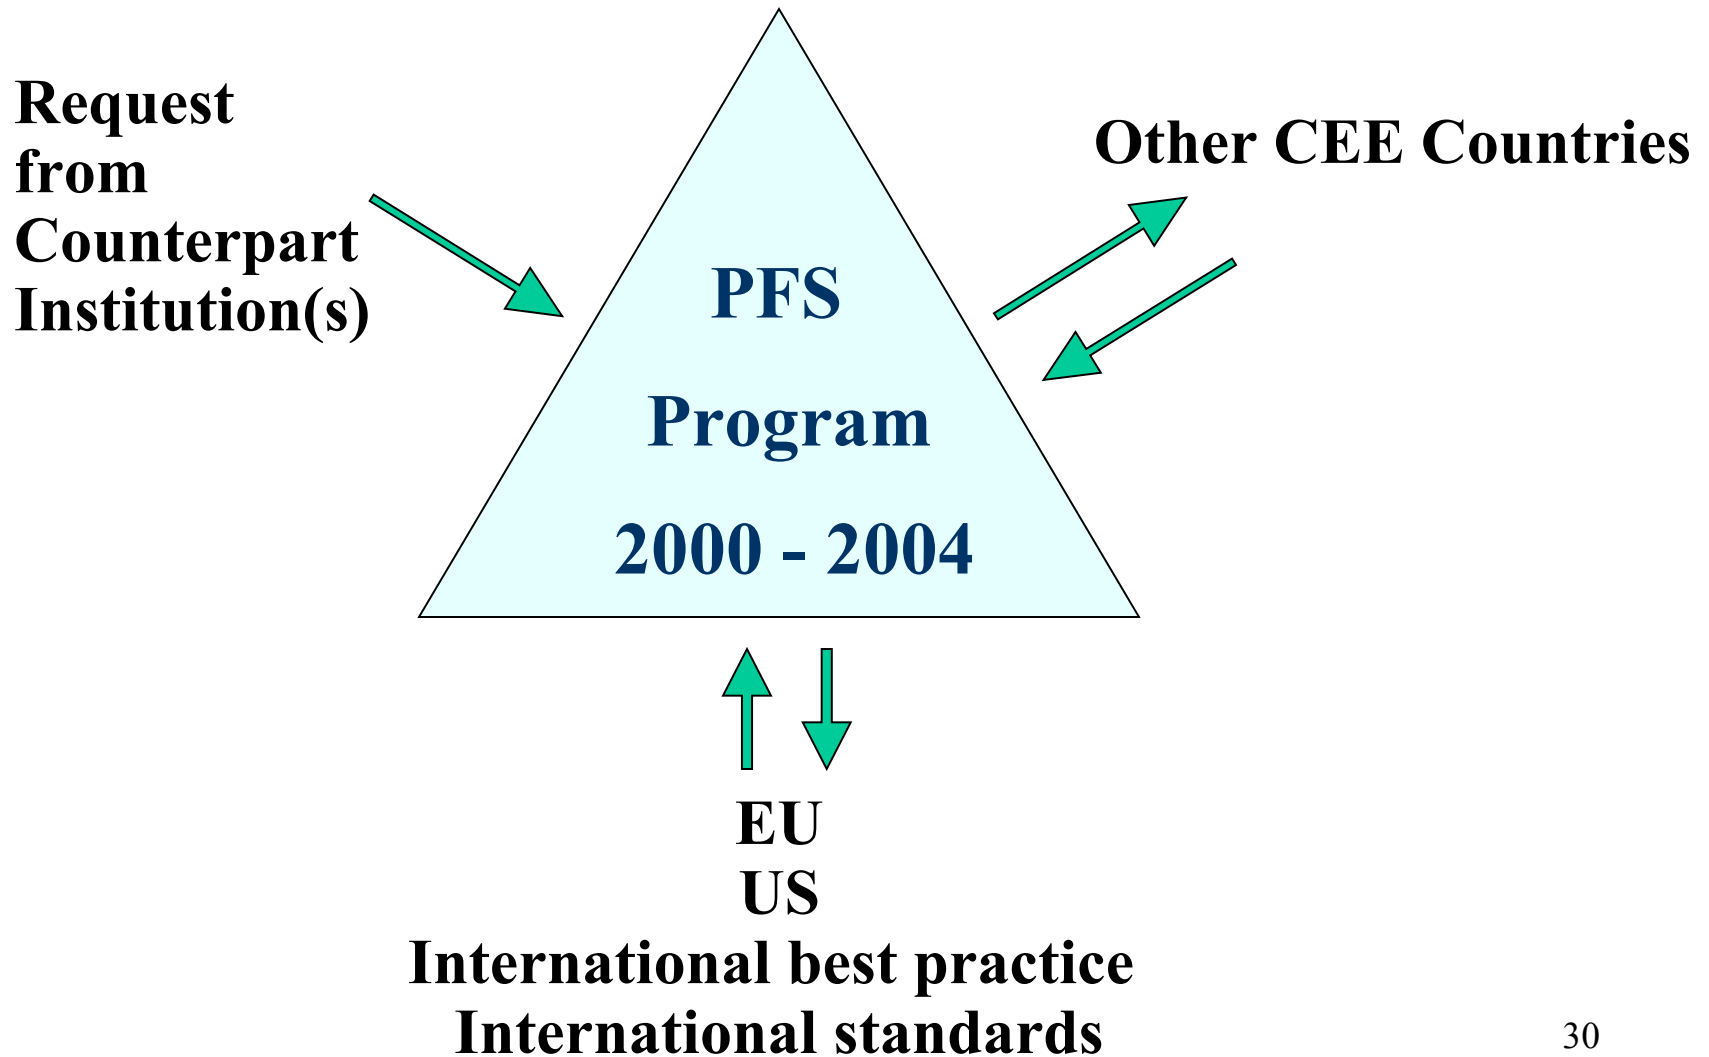 Request
from
Counterpart
Institution(s)
Other CEE Countries
PFS
Program
2000 - 2004
EU
US
International best practice
International standards
30